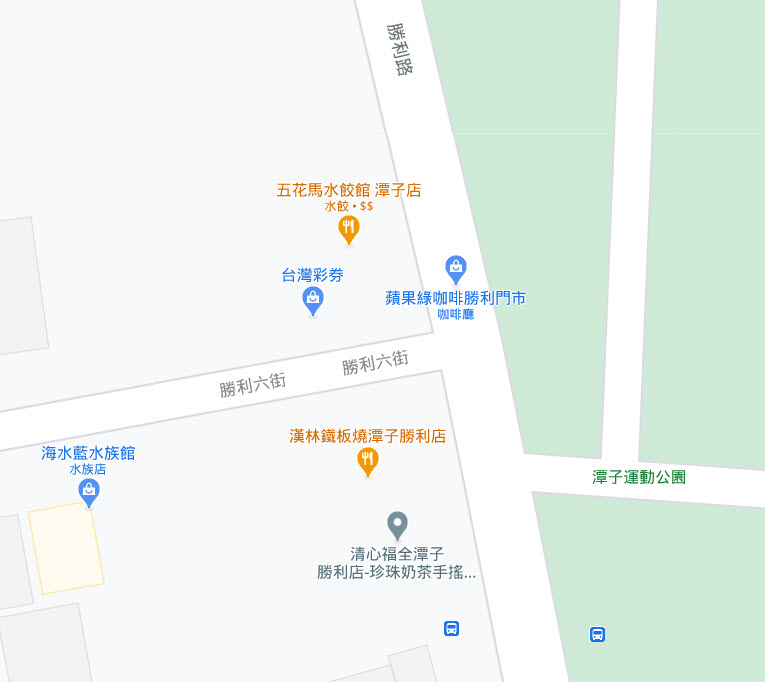 勝利路
五花馬水餃館 潭子店
水餃 • $$
台灣彩券
蘋果綠咖啡勝利門市
咖啡廳
勝利六街
勝利六街
漢林鐵板燒潭子勝利店
海水藍水族館
水族店
潭子運動公園
清心福全潭子
勝利店-珍珠奶茶手搖...